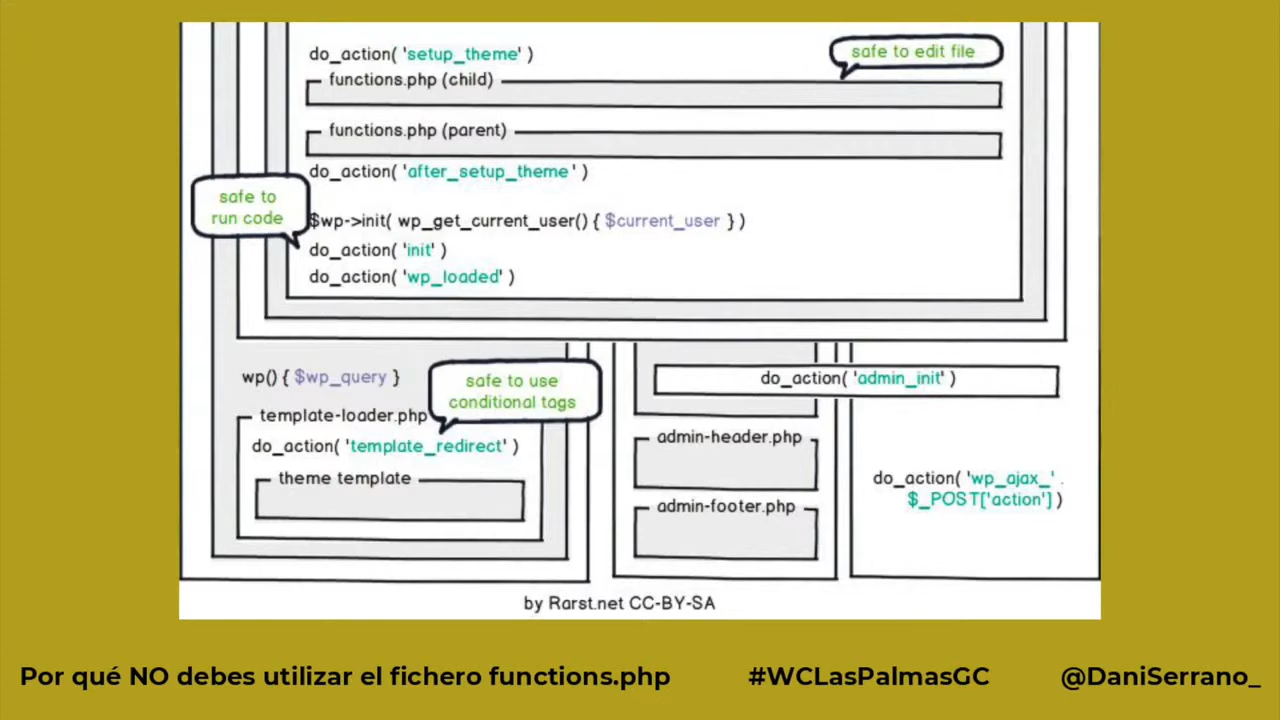 do_action( 'setup_theme' )
safe to edit file
functions.php (child)
functions.php (parent)
do_action( 'after_setup_theme' )
safe to
run code
$wp->init( wp_get_current_user() { $current_user } )
do_action( 'init' )
do_action( 'wp_loaded' )
wp() { $wp_query }
safe to use
conditional tags
template-loader.php
do_action( 'template_redirect' )
theme template
do_action( 'admin_init' )
admin-header.php
admin-footer.php
do_action( 'wp_ajax_' .
$_POST['action'] )
by Rarst.net CC-BY-SA
Por qué NO debes utilizar el fichero functions.php
#WCLasPalmasGC
@DaniSerrano_